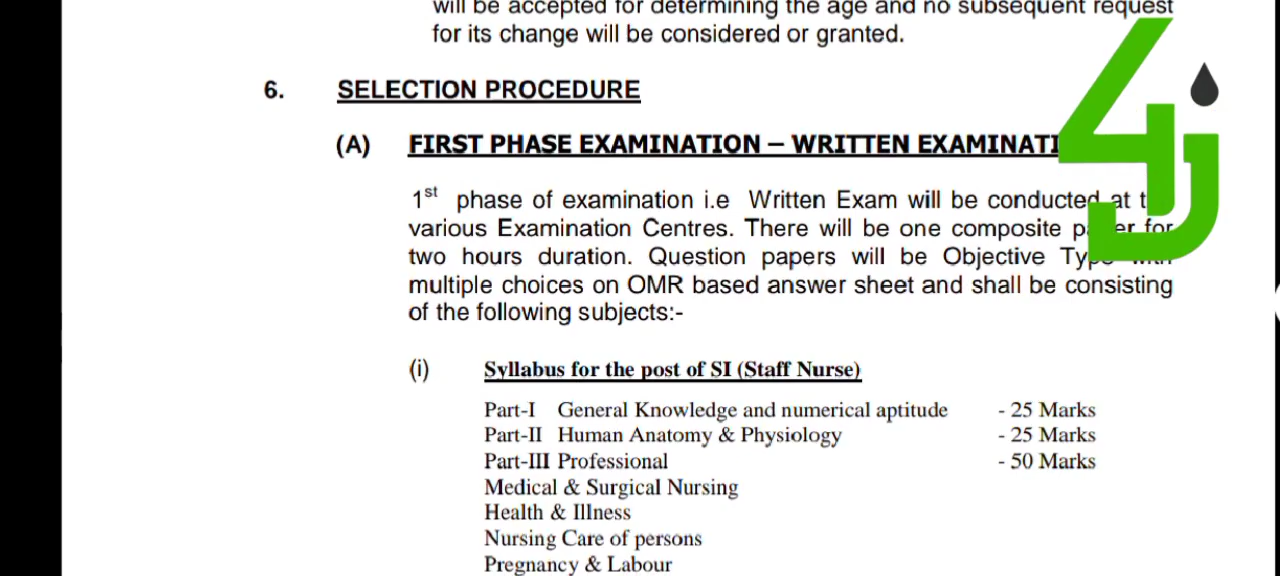 will be accepted for determining the age and no subsequent request
for its change will be considered or granted.
6. SELECTION PROCEDURE
(A) FIRST PHASE EXAMINATION – WRITTEN EXAMINATI
1st phase of examination i.e Written Exam will be conducted at
various Examination Centres. There will be one composite for
two hours duration. Question papers will be Objective with
multiple choices on OMR based answer sheet and shall be consisting
of the following subjects:-
(i) Syllabus for the post of SI (Staff Nurse)
Part-I General Knowledge and numerical aptitude - 25 Marks
Part-II Human Anatomy & Physiology - 25 Marks
Part-III Professional - 50 Marks
Medical & Surgical Nursing
Health & Illness
Nursing Care of persons
Pregnancy & Labour
4J